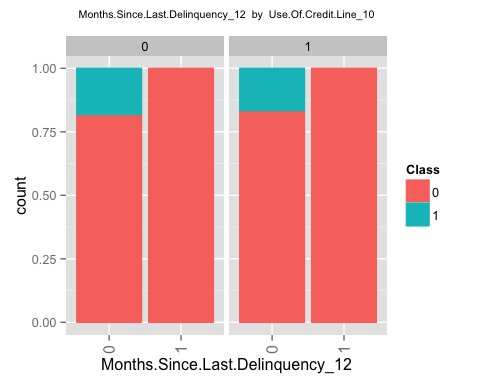 Months.Since.Last.Delinquency_12 by Use.Of.Credit.Line_10
0 1
1.00
0.75
0.50
0.25
0.00
count
0 1 0 1
Months.Since.Last.Delinquency_12
Class
0
1